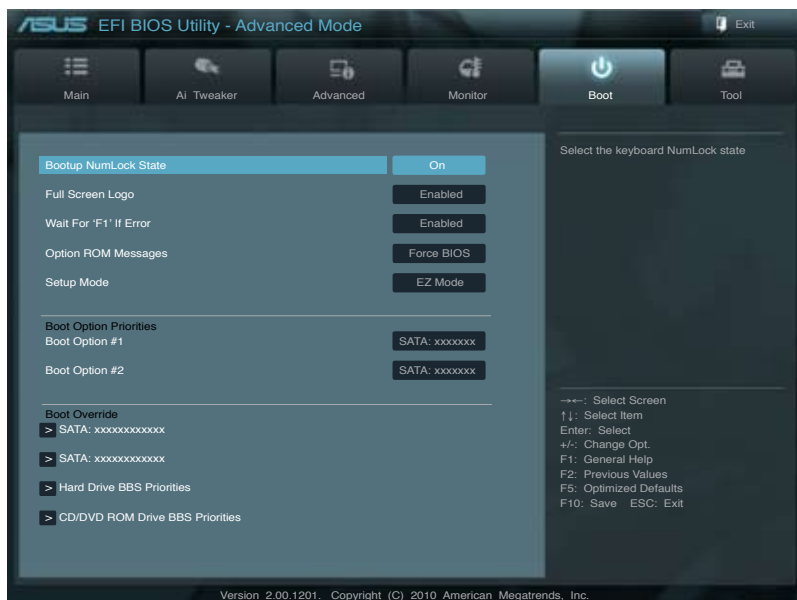 ASUS EFI BIOS Utility - Advanced Mode Exit
Main Ai Tweaker Advanced Monitor Boot Tool
Select the keyboard NumLock state
Bootup NumLock State On
Full Screen Logo Enabled
Wait For ‘F1’ If Error Enabled
Option ROM Messages Force BIOS
Setup Mode EZ Mode
Boot Option Priorities
Boot Option #1 SATA: xxxxxxx
Boot Option #2 SATA: xxxxxxx
Boot Override
> SATA: xxxxxxxxxxxx
> SATA: xxxxxxxxxxxx
> Hard Drive BBS Priorities
> CD/DVD ROM Drive BBS Priorities
→←: Select Screen
↑↓: Select Item
Enter: Select
+/-: Change Opt.
F1: General Help
F2: Previous Values
F5: Optimized Defaults
F10: Save ESC: Exit
Version 2.00.1201. Copyright (C) 2010 American Megatrends, Inc.